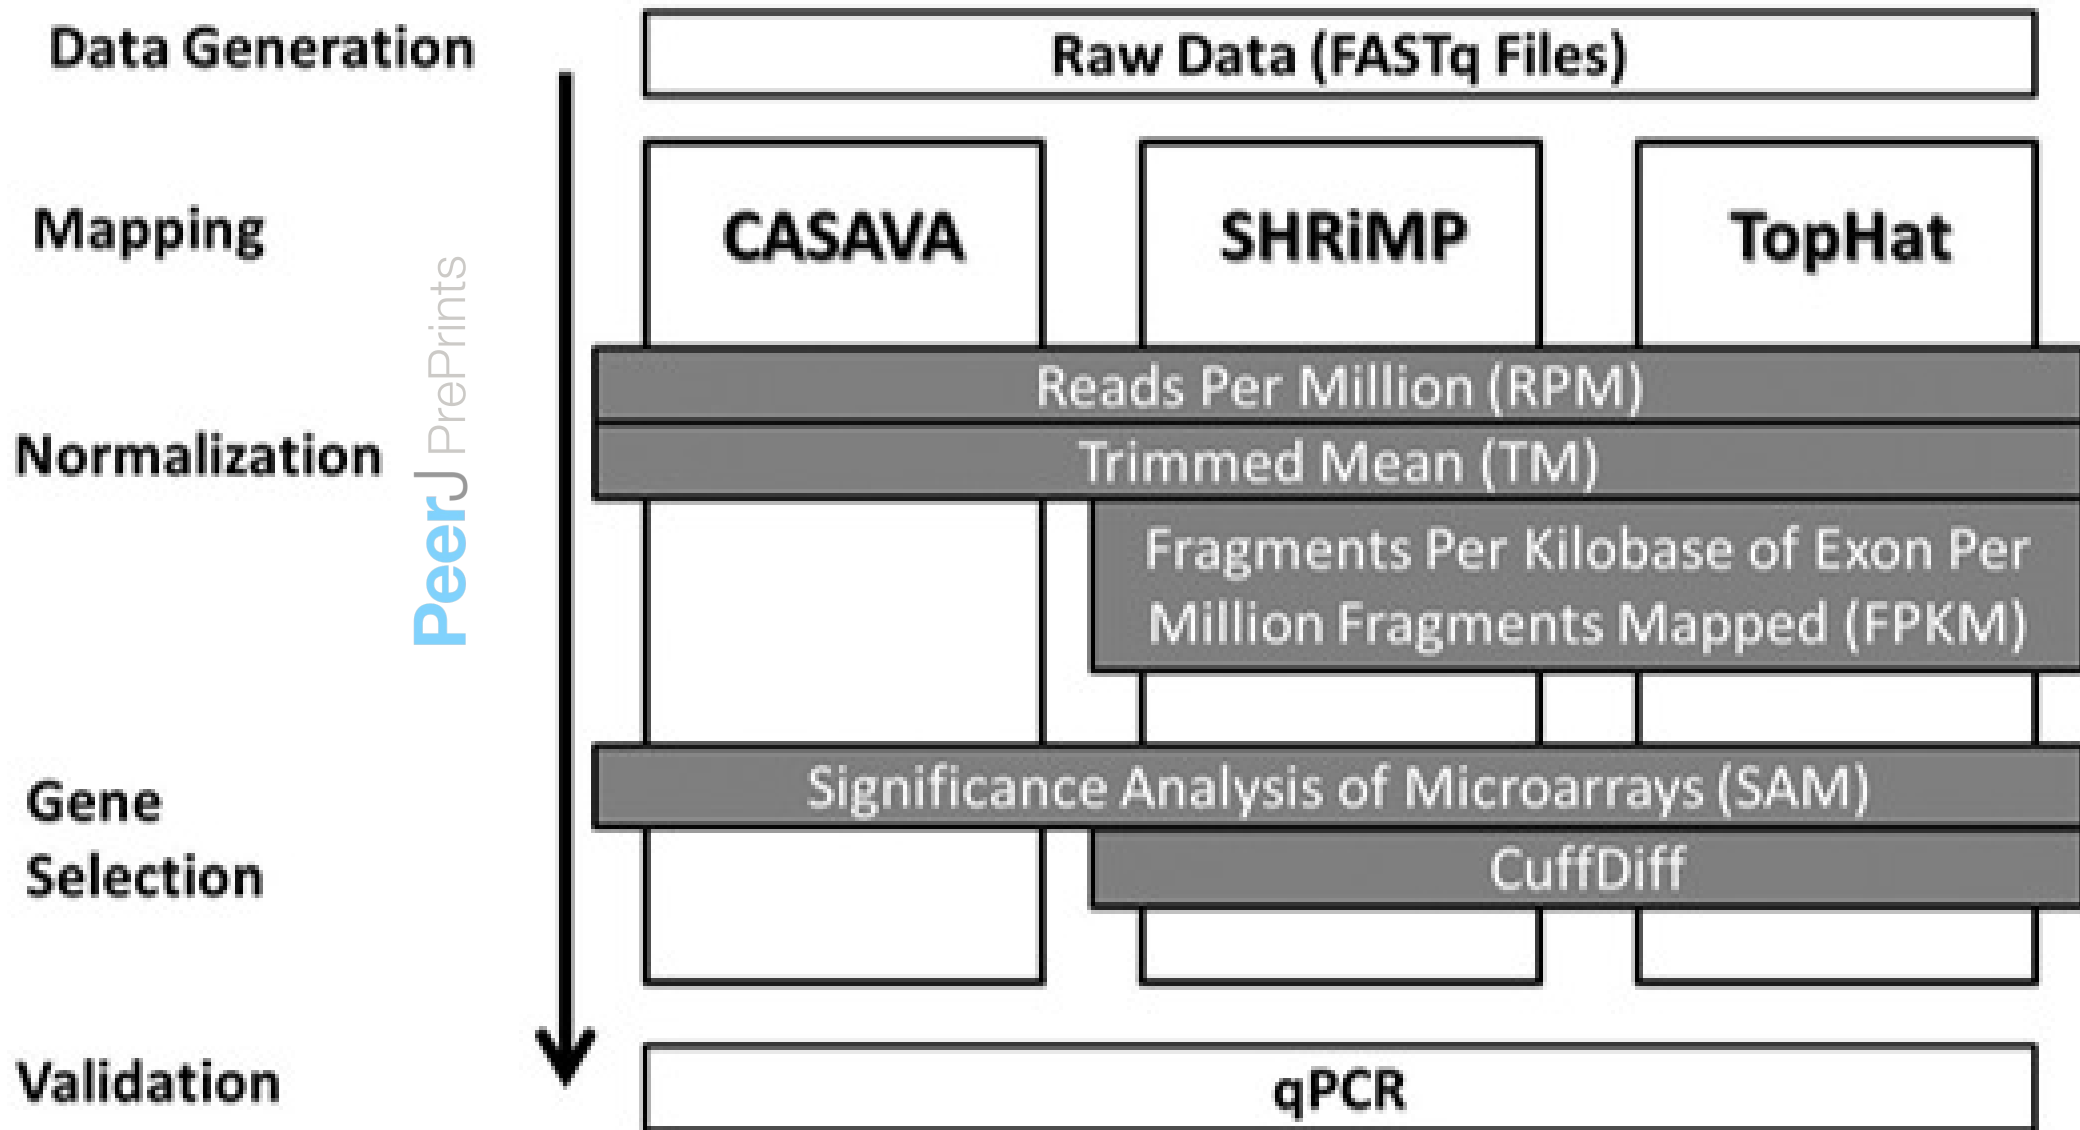 Data Generation
Raw Data (FASTq Files)
Mapping
CASAVA
SHRiMP
TopHat
PeerJ PrePrints
Reads Per Million (RPM)
Normalization
Trimmed Mean (TM)
Fragments Per Kilobase of Exon Per
Million Fragments Mapped (FPKM)
Significance Analysis of Microarrays (SAM)
Gene
Selection
CuffDiff
Validation
qPCR